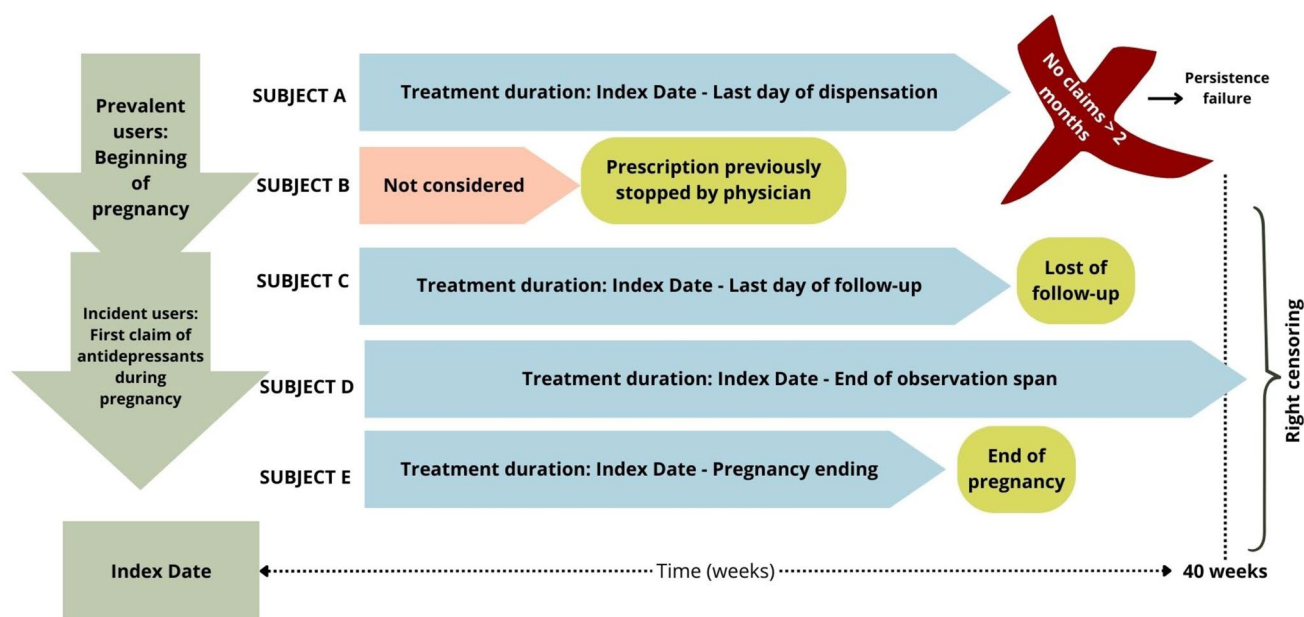 Prevalent
users:
Beginning
of
pregnancy
Incident users:
First claim of
antidepressants
during
pregnancy
Index Date
SUBJECT A
Treatment duration: Index Date - Last day of dispensation
No claims > 2
months
Persistence
failure
SUBJECT B
Not considered
Prescription previously
stopped by physician
SUBJECT C
Treatment duration: Index Date - Last day of follow-up
Lost of
follow-up
SUBJECT D
Treatment duration: Index Date - End of observation span
SUBJECT E
Treatment duration: Index Date - Pregnancy ending
End of
pregnancy
Right censoring
Time (weeks)
40 weeks